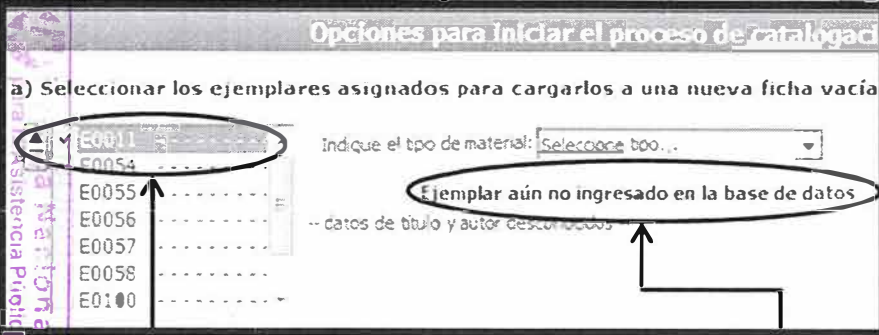 Opciones para iniciar el proceso de catalogaci
a) Seleccionar los ejemplares asignados para cargarlos a una nueva ficha vacía
E0011
E0054
E0055
E0056
E0057
E0058
E0100
Indique el tipo de material: Seleccione tipo...
Ejemplar aún no ingresado en la base de datos
-- datos de título y autor desconocidos